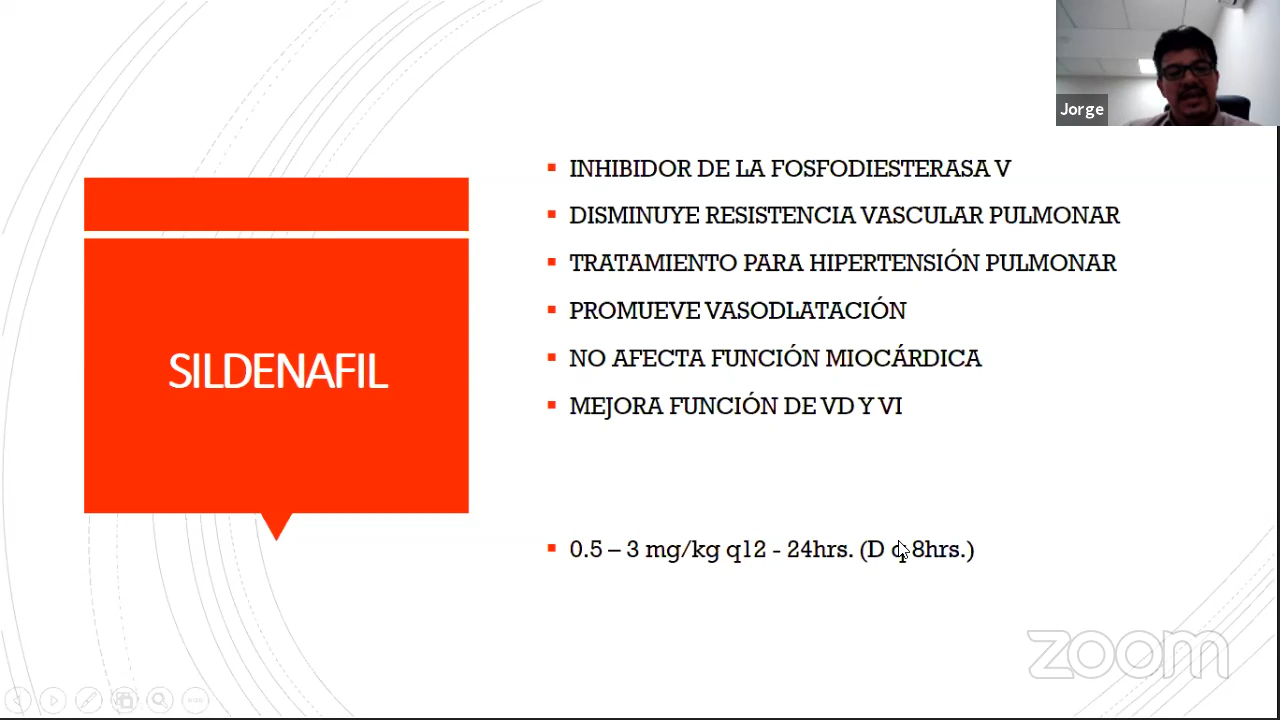 Jorge
SILDENAFIL
INHIBIDOR DE LA FOSFODIESTERASA V
DISMINUYE RESISTENCIA VASCULAR PULMONAR
TRATAMIENTO PARA HIPERTENSIÓN PULMONAR
PROMUEVE VASODLATACIÓN
NO AFECTA FUNCIÓN MIOCÁRDICA
MEJORA FUNCIÓN DE VD Y VI
0.5 – 3 mg/kg q12 - 24hrs. (D q 8hrs.)
zoom